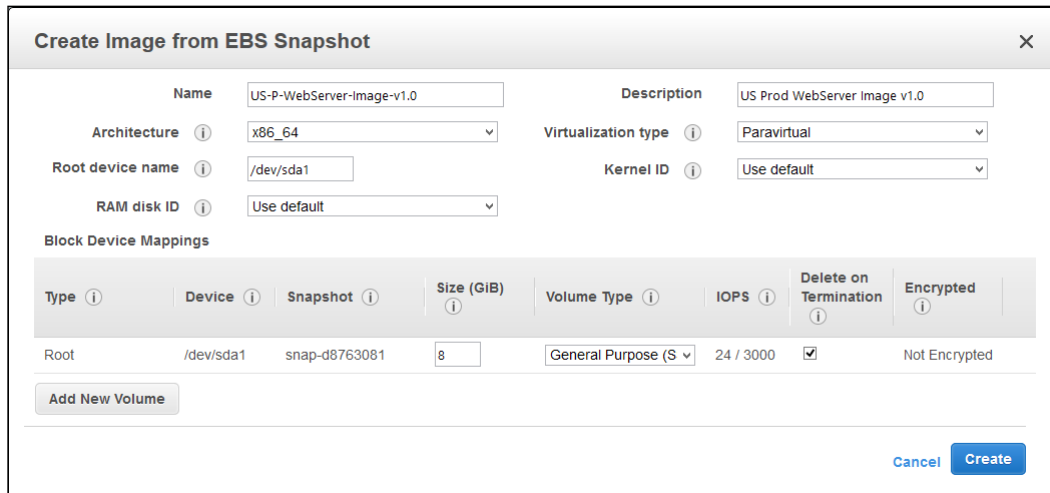 Create Image from EBS Snapshot
Name US-P-WebServer-Image-v1.0 Description US Prod WebServer Image v1.0
Architecture x86_64 Virtualization type Paravirtual
Root device name /dev/sda1 Kernel ID Use default
RAM disk ID Use default
Block Device Mappings
Type Device Snapshot Size (GiB) Volume Type IOPS Delete on Termination Encrypted
Root /dev/sda1 snap-d8763081 8 General Purpose (S 24 / 3000 Not Encrypted
Add New Volume
Cancel Create